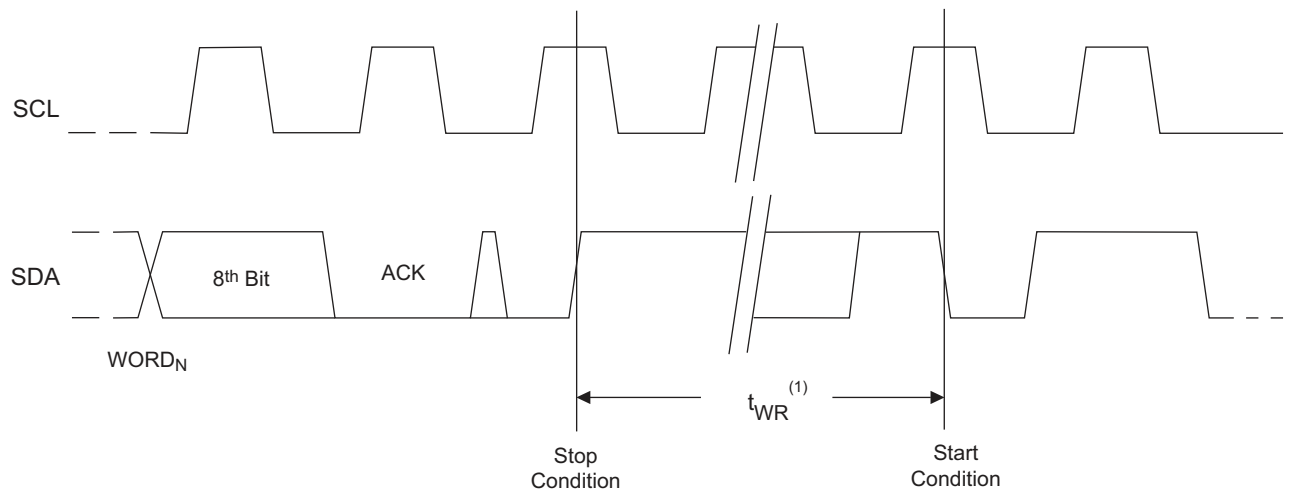 SCL
SDA
8th Bit
ACK
WORDN
tWR(1)
Stop
Condition
Start
Condition